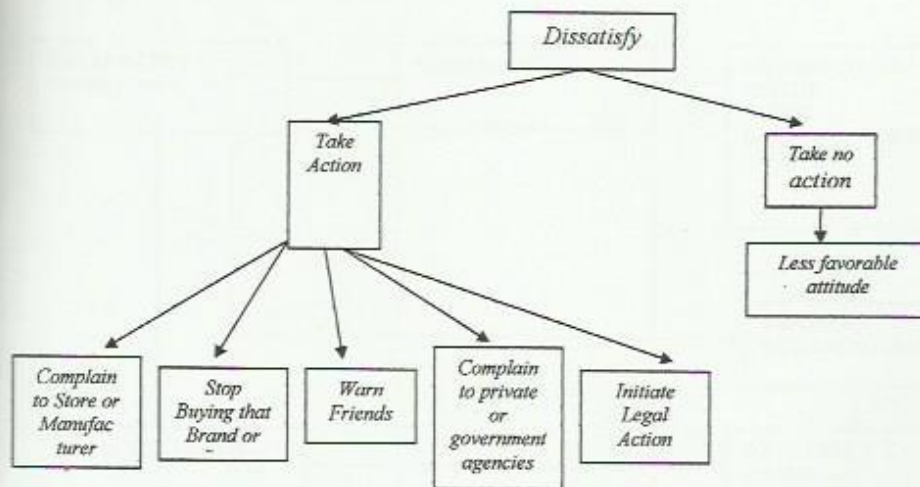 Dissatisfy
Take
Action
Take no
action
Less favorable
attitude
Complain
to Store or
Manufac
turer
Stop
Buying that
Brand or
Warn
Friends
Complain
to private
or
government
agencies
Initiate
Legal
Action